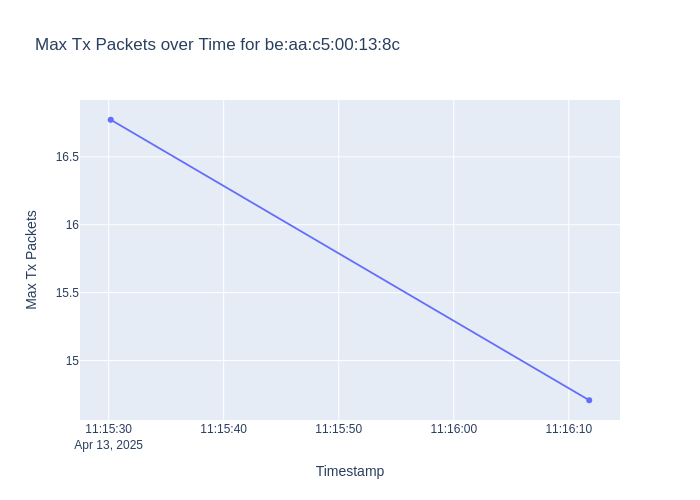 Max Tx Packets over Time for be:aa:c5:00:13:8c
Max Tx Packets
16.5
16
15.5
15
11:15:30 11:15:40 11:15:50 11:16:00 11:16:10
Apr 13, 2025
Timestamp